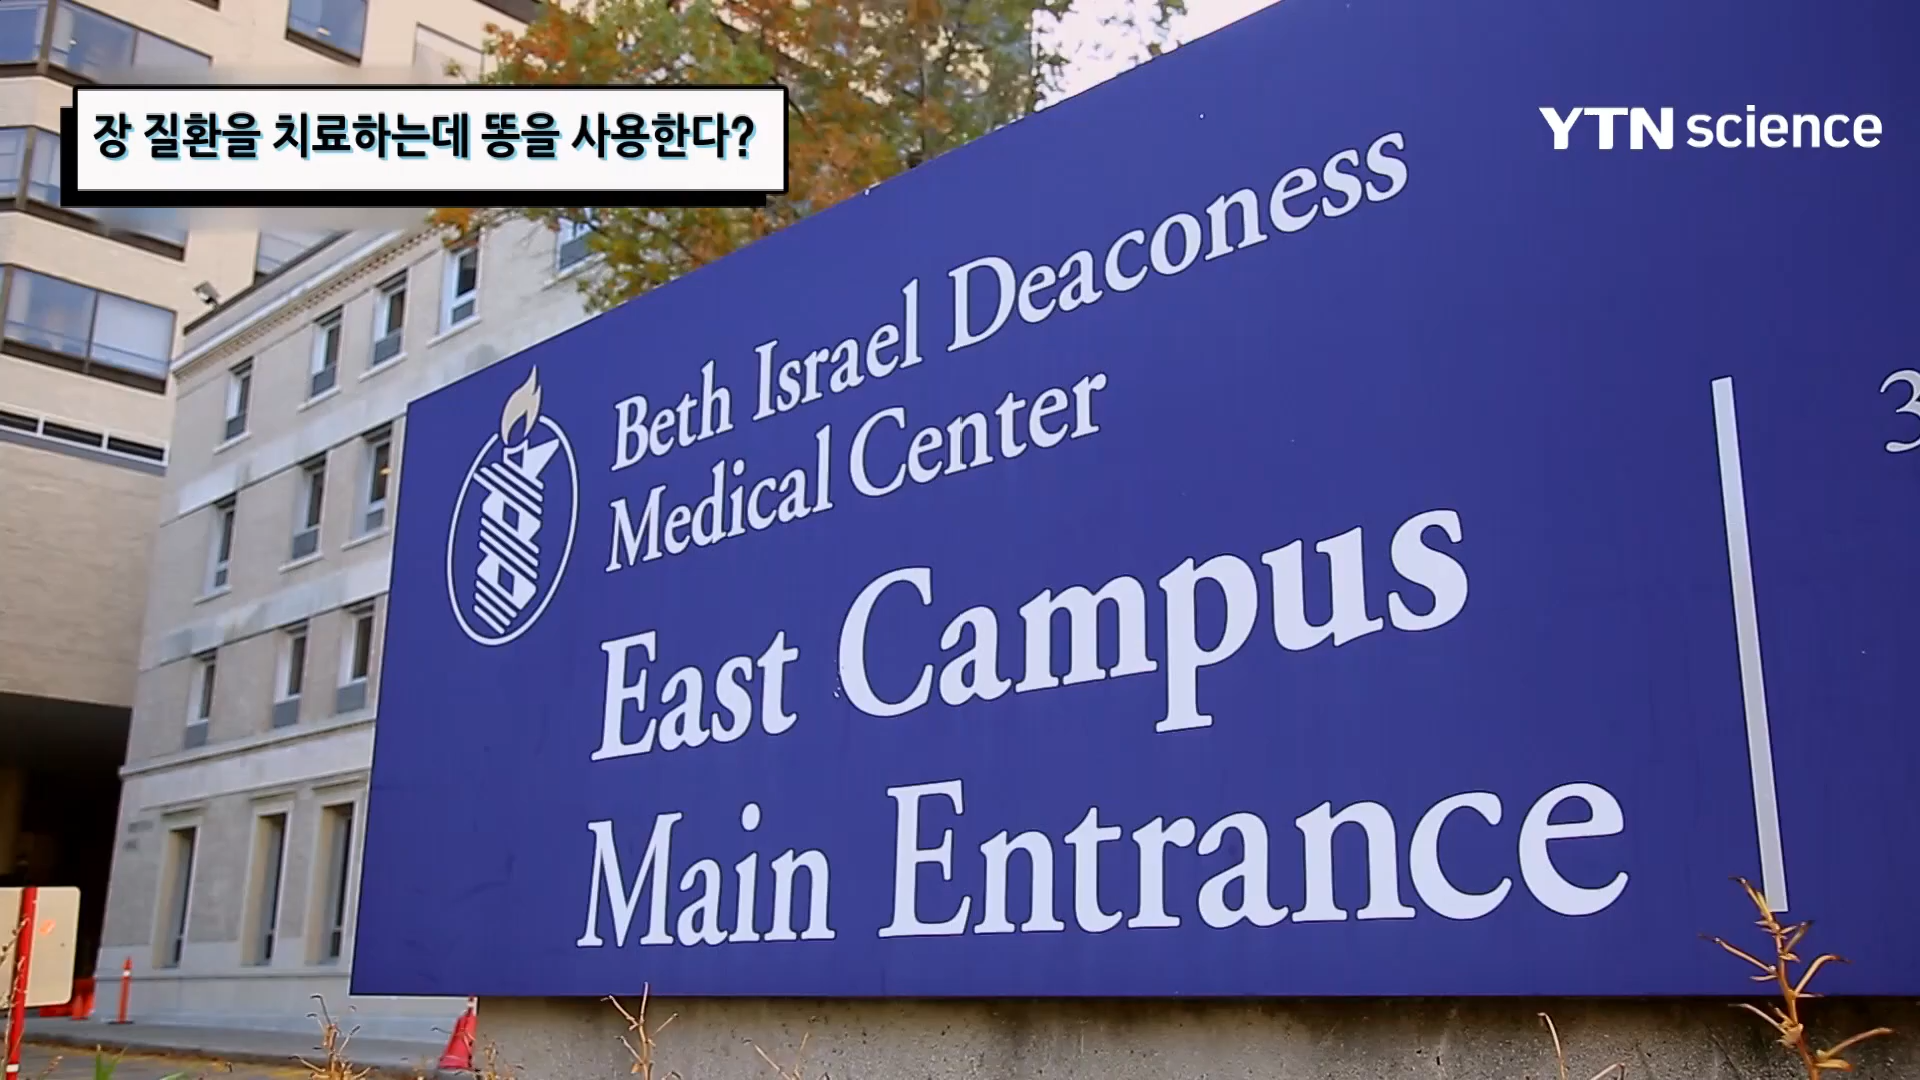 장 질환을 치료하는데 똥을 사용한다?
YTN science
Beth Israel Deaconess
Medical Center
East Campus
Main Entrance
3